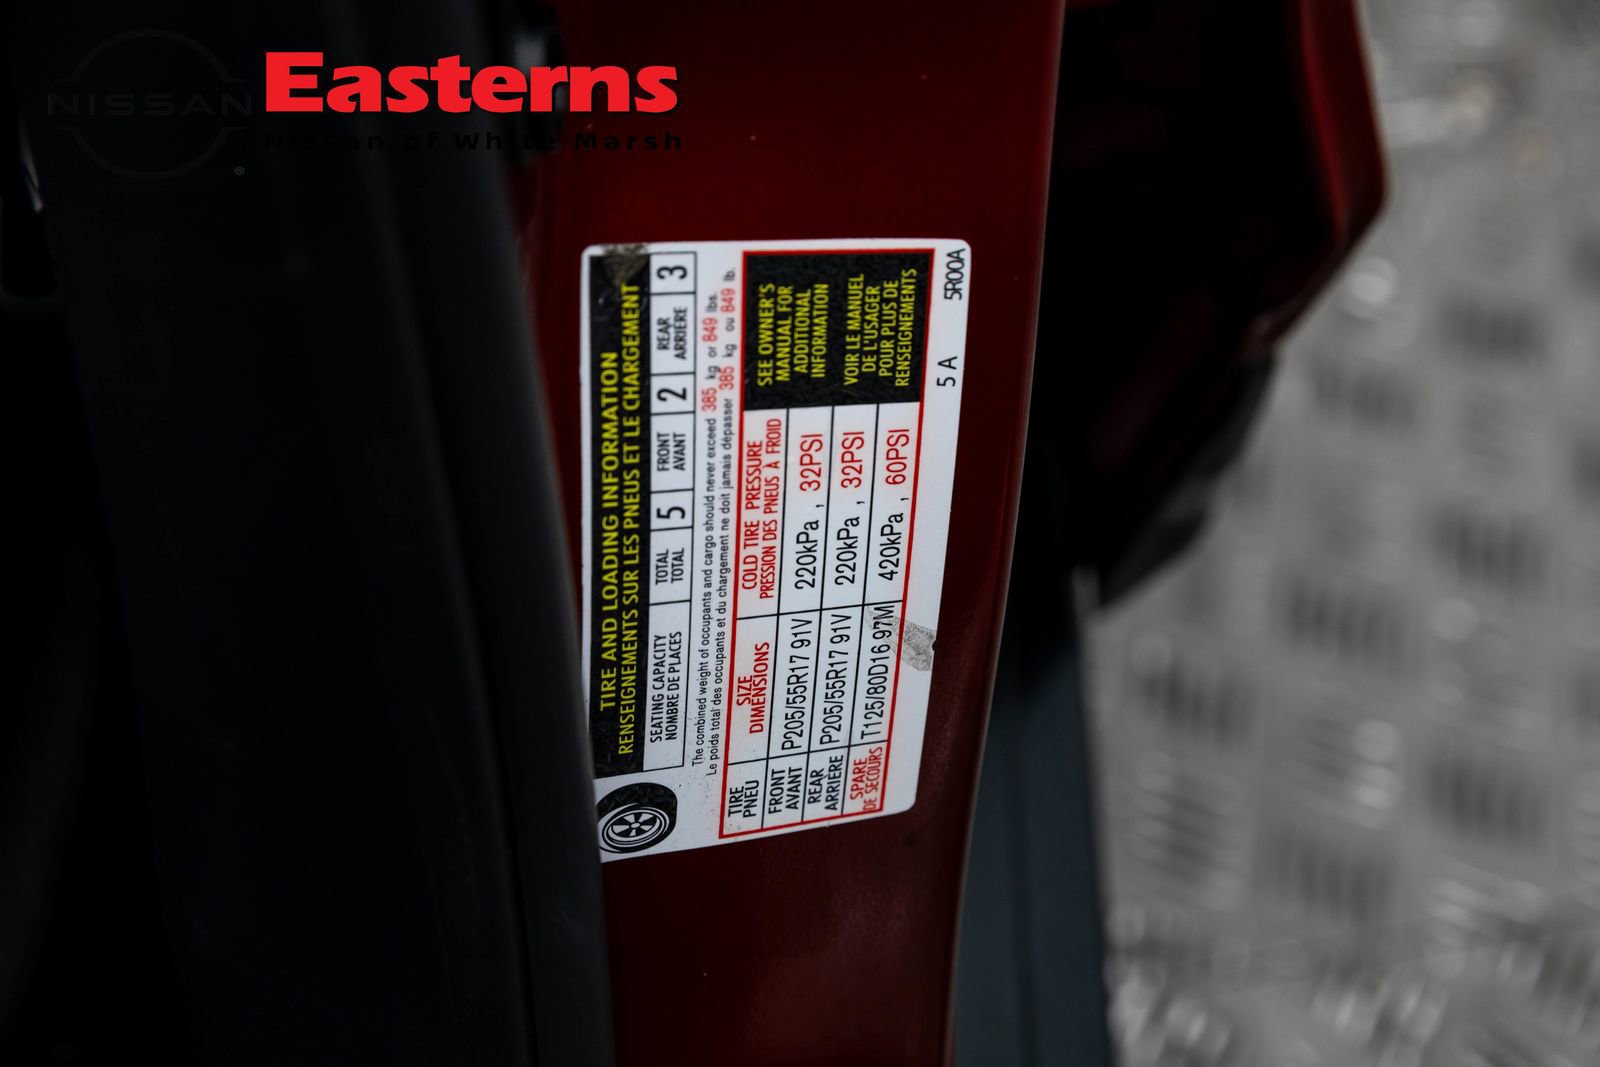 NISSAN
Easterns
Nissan of White Marsh
®
TIRE AND LOADING INFORMATION
RENSEIGNEMENTS SUR LES PNEUS ET LE CHARGEMENT
SEATING CAPACITY TOTAL 5 FRONT 2 REAR 3
NOMBRE DE PLACES TOTAL AVANT ARRIÈRE
The combined weight of occupants and cargo should never exceed 385 kg or 849 lbs.
Le poids total des occupants et du chargement ne doit jamais dépasser 385 kg ou 849 lb.
TIRE SIZE COLD TIRE PRESSURE
PNEU DIMENSIONS PRESSION DES PNEUS À FROID
FRONT P205/55R17 91V 220kPa , 32PSI
AVANT
REAR P205/55R17 91V 220kPa , 32PSI
ARRIÈRE
SPARE T125/80D16 97M 420kPa , 60PSI
DE SECOURS
SEE OWNER'S
MANUAL FOR
ADDITIONAL
INFORMATION
VOIR LE MANUEL
DE L'USAGER
POUR PLUS DE
RENSEIGNEMENTS
5 A 5R00A